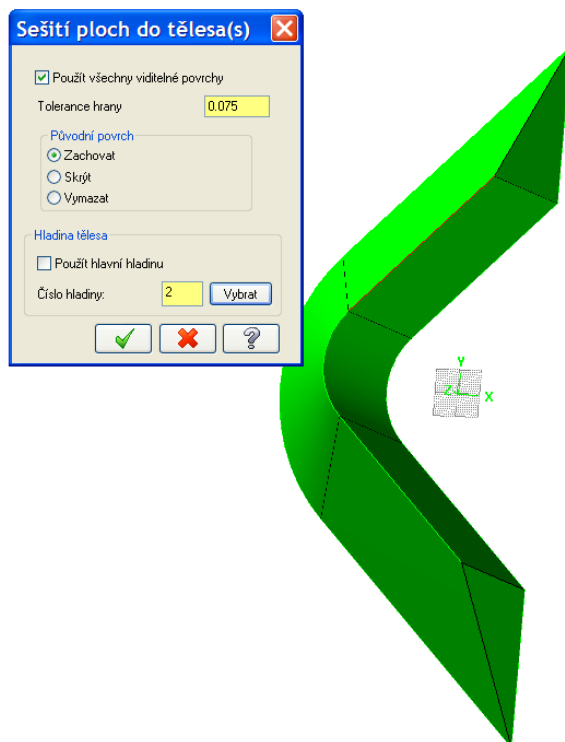 Sešití ploch do tělesa(s)
Použít všechny viditelné povrchy
Tolerance hrany 0.075
Původní povrch
Zachovat
Skrýt
Vymazat
Hladina tělesa
Použít hlavní hladinu
Číslo hladiny: 2 Vybrat
Y
Z X